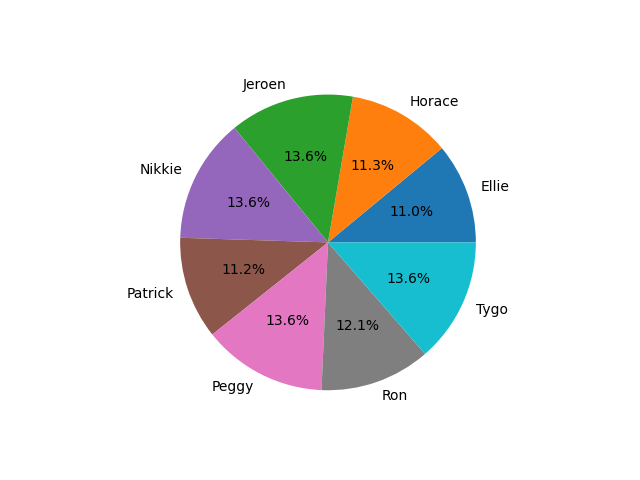 Ellie
11.0%
Horace
11.3%
Jeroen
13.6%
Nikkie
13.6%
Patrick
11.2%
Peggy
13.6%
Ron
12.1%
Tygo
13.6%